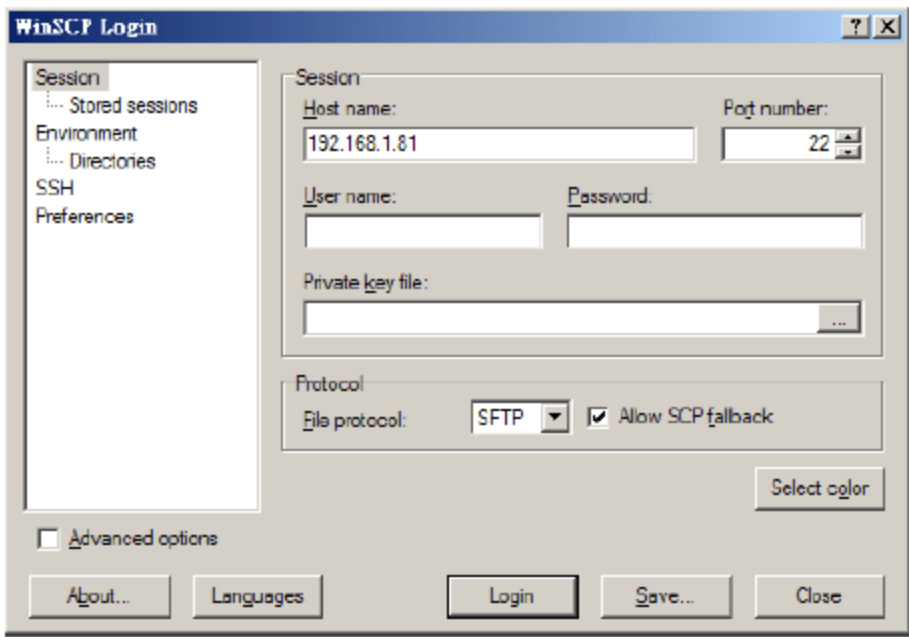 WinSCP Login
Session
Stored sessions
Environment
Directories
SSH
Preferences
Session
Host name:
Port number:
192.168.1.81
22
User name:
Password:
Private key file:
...
Protocol
File protocol:
SFTP
Allow SCP fallback
Select color
Advanced options
About...
Languages
Login
Save...
Close